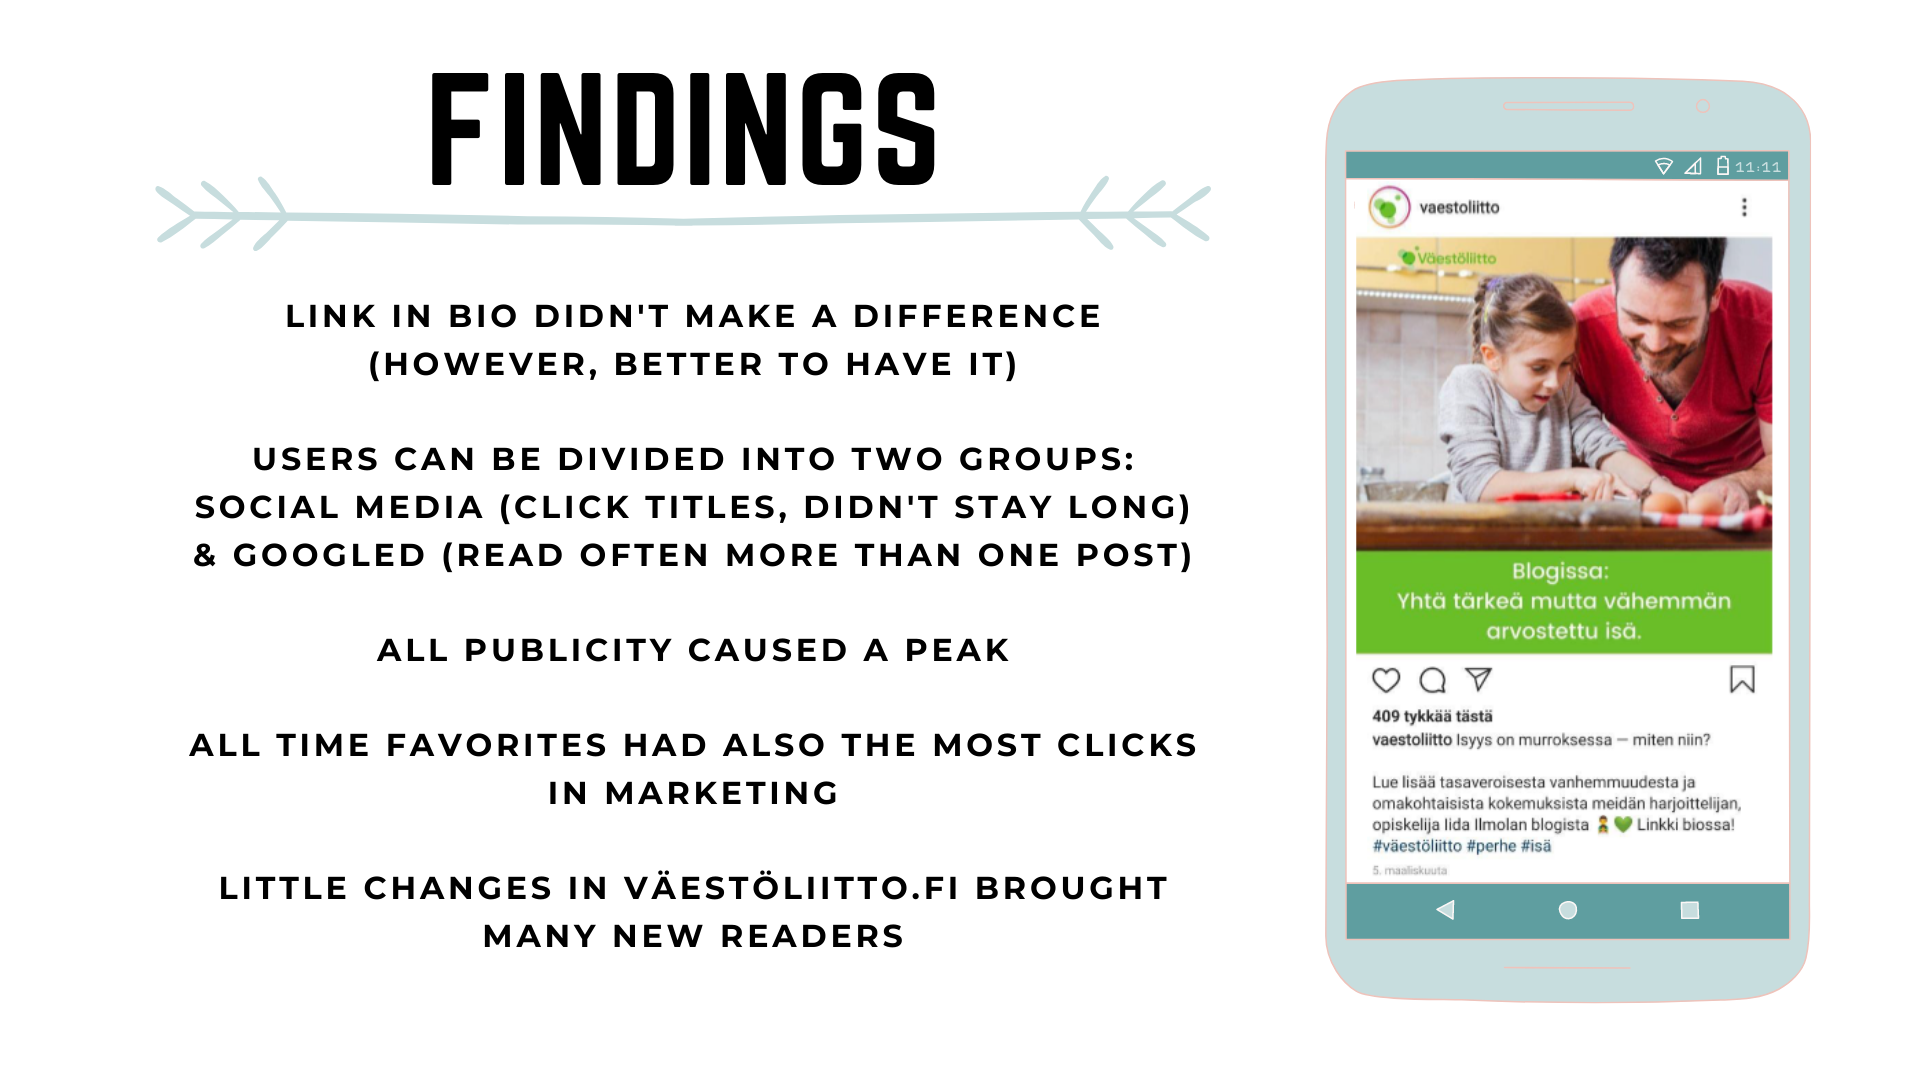 FINDINGS
LINK IN BIO DIDN'T MAKE A DIFFERENCE
(HOWEVER, BETTER TO HAVE IT)
USERS CAN BE DIVIDED INTO TWO GROUPS:
SOCIAL MEDIA (CLICK TITLES, DIDN'T STAY LONG)
& GOOGLED (READ OFTEN MORE THAN ONE POST)
ALL PUBLICITY CAUSED A PEAK
ALL TIME FAVORITES HAD ALSO THE MOST CLICKS
IN MARKETING
LITTLE CHANGES IN VÄESTÖLIITTO.FI BROUGHT
MANY NEW READERS
11:11
vaestoliitto
Väestöliitto
Blogissa:
Yhtä tärkeä mutta vähemmän
arvostettu isä.
409 tykkää tästä
vaestoliitto Isyys on murroksessa – miten niin?
Lue lisää tasaveroisesta vanhemmuudesta ja
omakohtaisista kokemuksista meidän harjoittelijan,
opiskelija Iida Ilmolan blogista 👨‍🍼💚 Linkki biossa!
#väestöliitto #perhe #isä
5. maaliskuuta